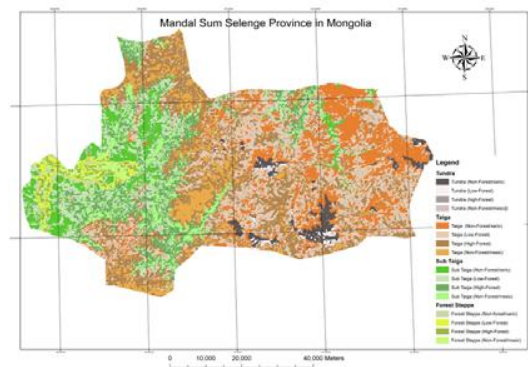 Mandal Sum Selenge Province in Mongolia
N
W E
S
Legend
Tundra
Tundra (Non-Forest/xeric)
Tundra (Low-Forest)
Tundra (High-Forest)
Tundra (Non-Forest/mesic)
Taiga
Taiga (Non-Forest/xeric)
Taiga (Low-Forest)
Taiga (High-Forest)
Taiga (Non-Forest/mesic)
Sub Taiga
Sub Taiga (Non-Forest/xeric)
Sub Taiga (Low-Forest)
Sub Taiga (High-Forest)
Sub Taiga (Non-Forest/mesic)
Forest Steppe
Forest Steppe (Non-Forest/xeric)
Forest Steppe (Low-Forest)
Forest Steppe (High-Forest)
Forest Steppe (Non-Forest/mesic)
0 10,000 20,000 40,000 Meters